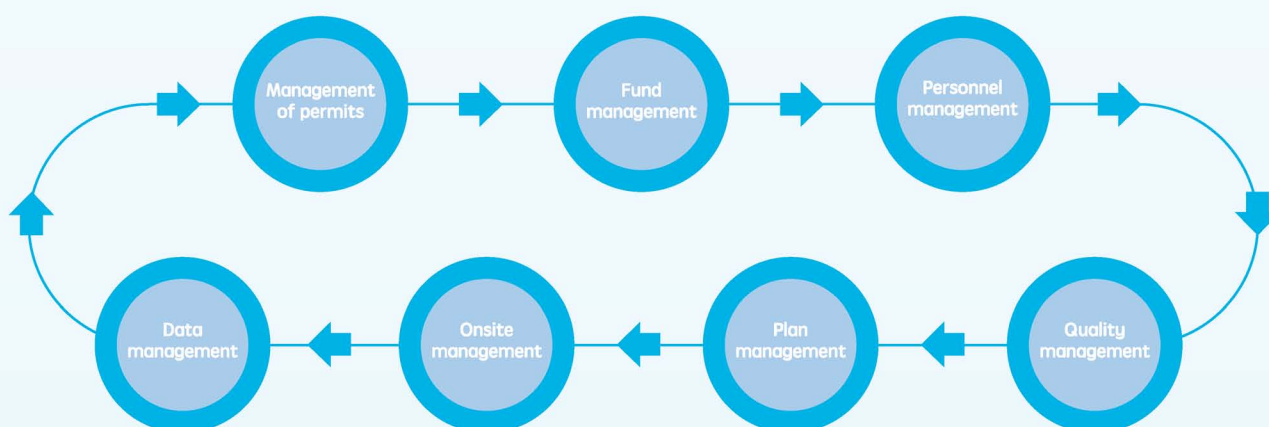 Management
of permits
Fund
management
Personnel
management
Quality
management
Plan
management
Onsite
management
Data
management